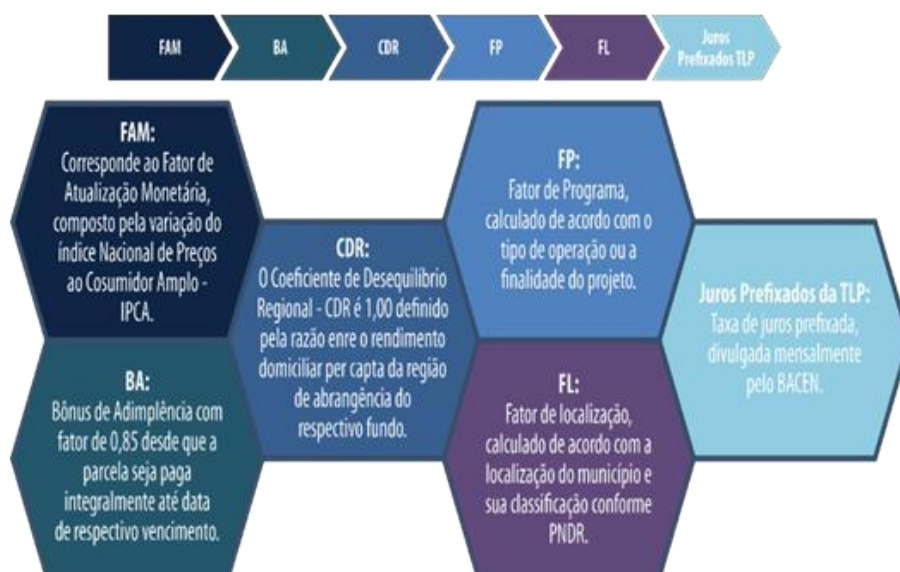 FAM
BA
CDR
FP
FL
Juros
Prefixados TLP
FAM:
Corresponde ao Fator de
Atualização Monetária,
composto pela variação do
índice Nacional de Preços
ao Cosumidor Amplo -
IPCA.
BA:
Bônus de Adimplência com
fator de 0,85 desde que a
parcela seja paga
integralmente até data
de respectivo vencimento.
CDR:
O Coeficiente de Desequilíbrio
Regional - CDR é 1,00 definido
pela razão enre o rendimento
domiciliar per capta da região
de abrangência do
respectivo fundo.
FP:
Fator de Programa,
calculado de acordo com o
tipo de operação ou a
finalidade do projeto.
FL:
Fator de localização,
calculado de acordo com a
localização do município e
sua classificação conforme
PNDR.
Juros Prefixados da TLP:
Taxa de juros prefixada,
divulgada mensalmente
pelo BACEN.